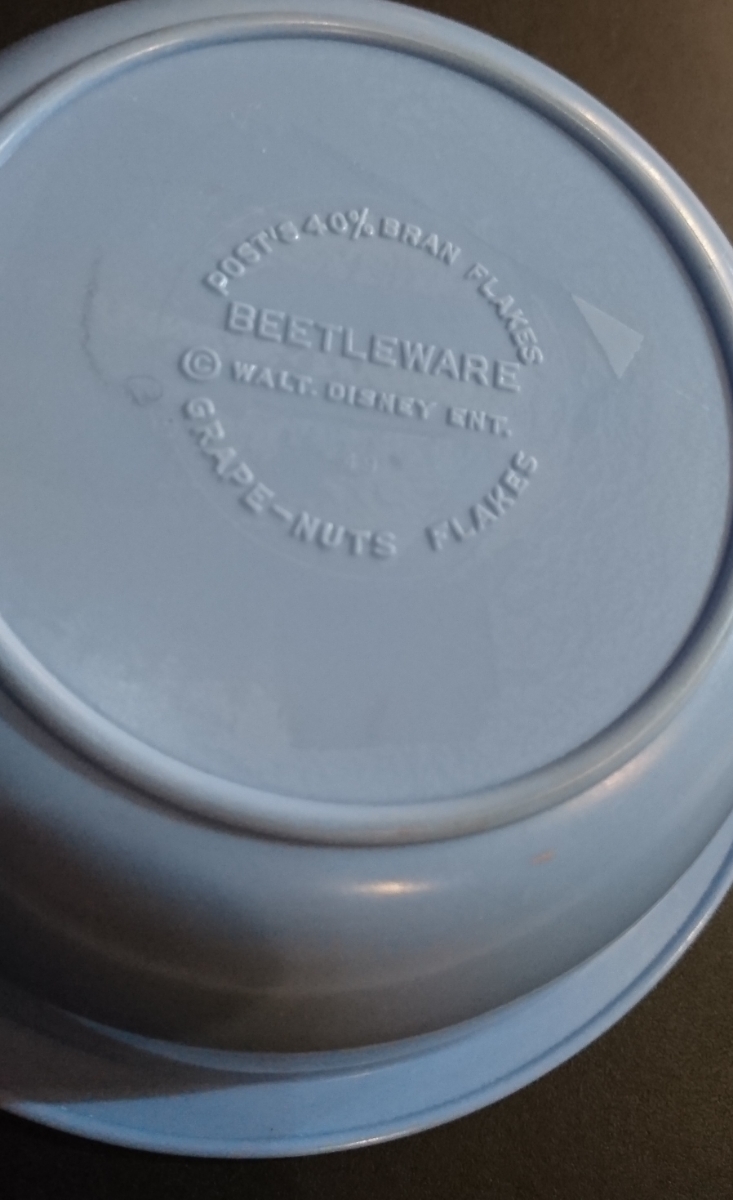 POST'S 40% BRAN FLAKES
BEETLEWARE
© WALT. DISNEY ENT.
GRAPE-NUTS FLAKES